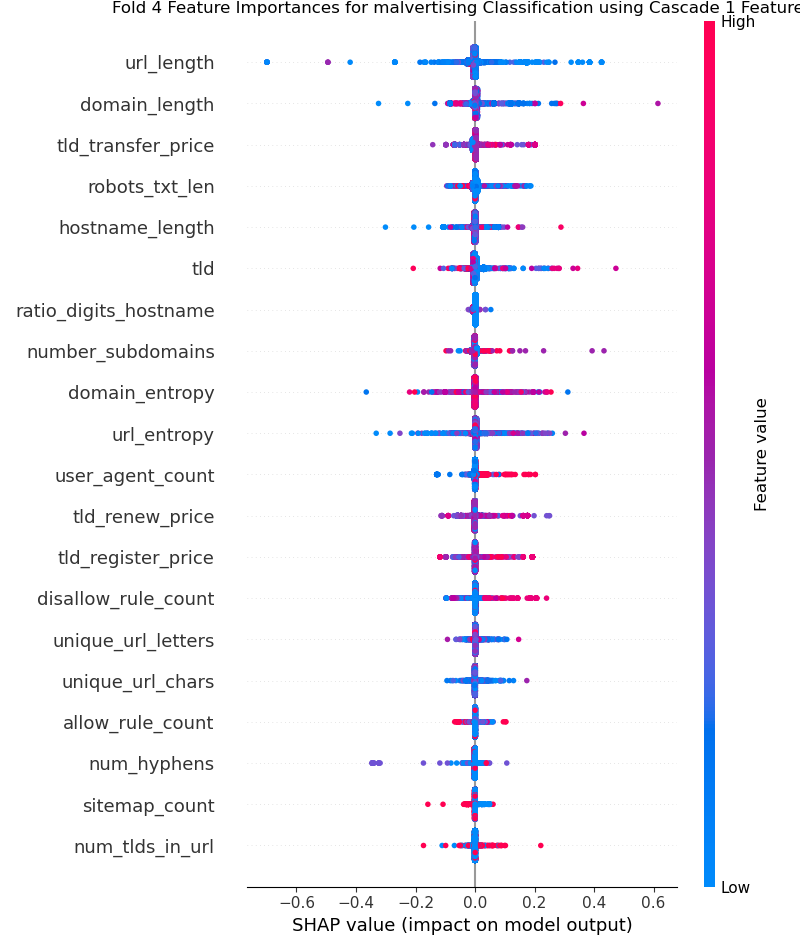 Fold 4 Feature Importances for malvertising Classification using Cascade 1 Feature
High
url_length
domain_length
tld_transfer_price
robots_txt_len
hostname_length
tld
ratio_digits_hostname
number_subdomains
domain_entropy
url_entropy
user_agent_count
tld_renew_price
tld_register_price
disallow_rule_count
unique_url_letters
unique_url_chars
allow_rule_count
num_hyphens
sitemap_count
num_tlds_in_url
Feature value
Low
−0.6 −0.4 −0.2 0.0 0.2 0.4 0.6
SHAP value (impact on model output)